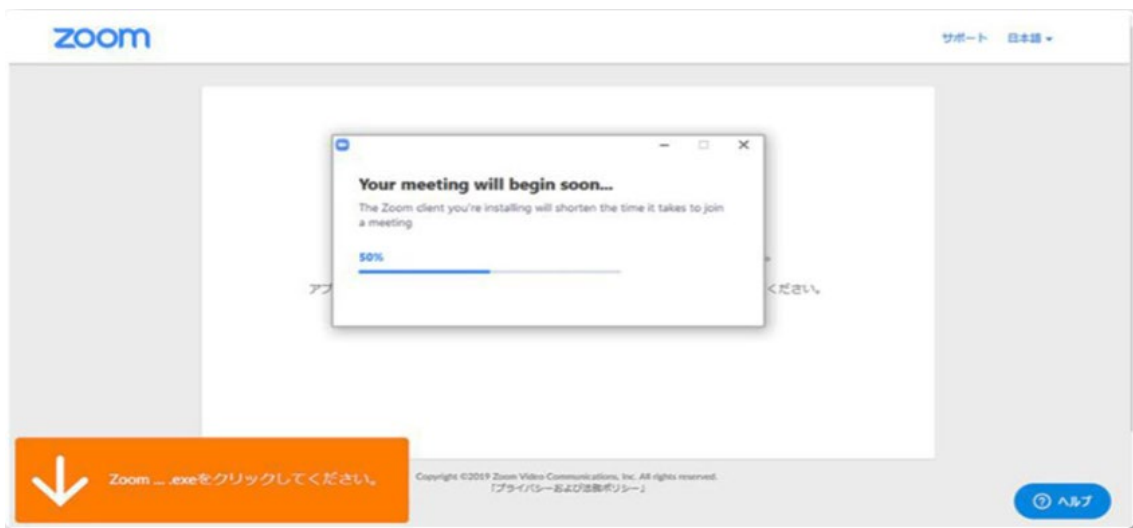 zoom
サポート 日本語
Your meeting will begin soon...
The Zoom client you're installing will shorten the time it takes to join
a meeting
50%
アプ
ください。
Zoom ... .exeをクリックしてください。
Copyright ©2019 Zoom Video Communications, Inc. All rights reserved.
「プライバシーおよび法務ポリシー」
ヘルプ